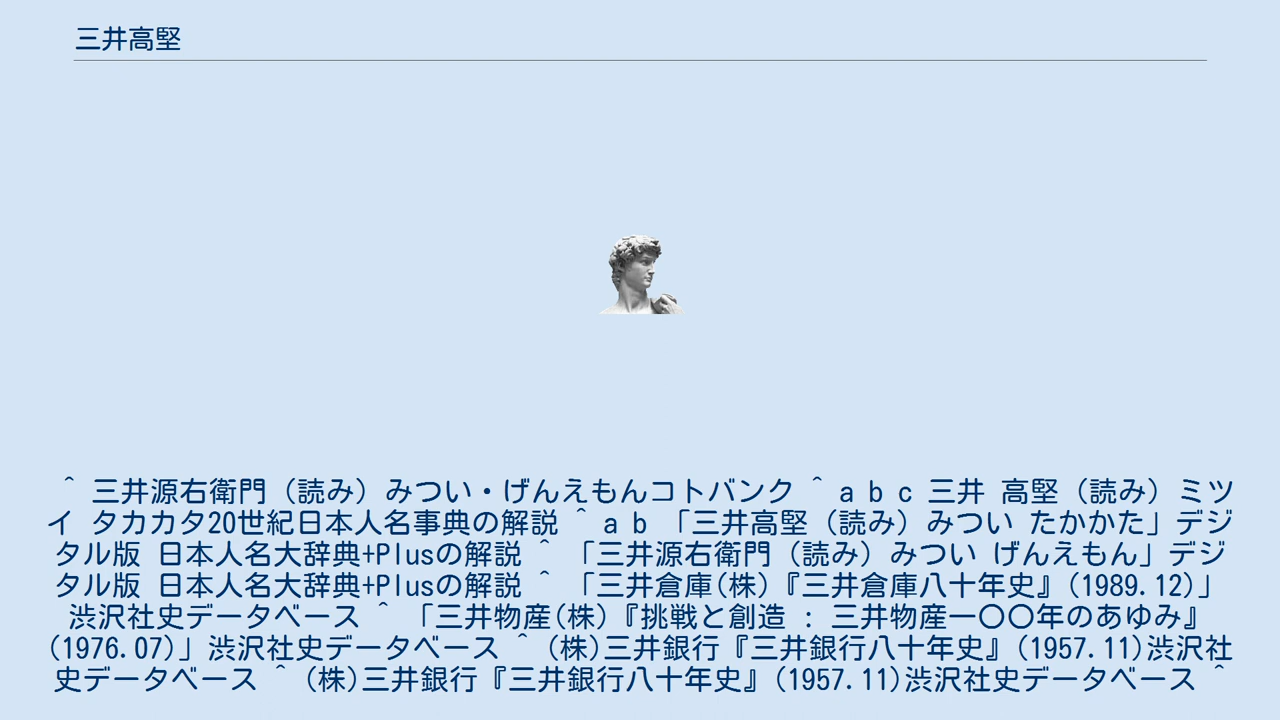 三井高堅
^ 三井源右衛門（読み）みつい・げんえもんコトバンク ^ a b c 三井 高堅（読み）ミツ
イ タカカタ20世紀日本人名事典の解説 ^ a b 「三井高堅（読み）みつい たかかた」デジ
タル版 日本人名大辞典+Plusの解説 ^ 「三井源右衛門（読み）みつい げんえもん」デジ
タル版 日本人名大辞典+Plusの解説 ^ 「三井倉庫(株)『三井倉庫八十年史』(1989.12)」
渋沢社史データベース ^ 「三井物産(株)『挑戦と創造 : 三井物産一〇〇年のあゆみ』
(1976.07)」渋沢社史データベース ^ (株)三井銀行『三井銀行八十年史』(1957.11)渋沢社
史データベース ^ (株)三井銀行『三井銀行八十年史』(1957.11)渋沢社史データベース ^